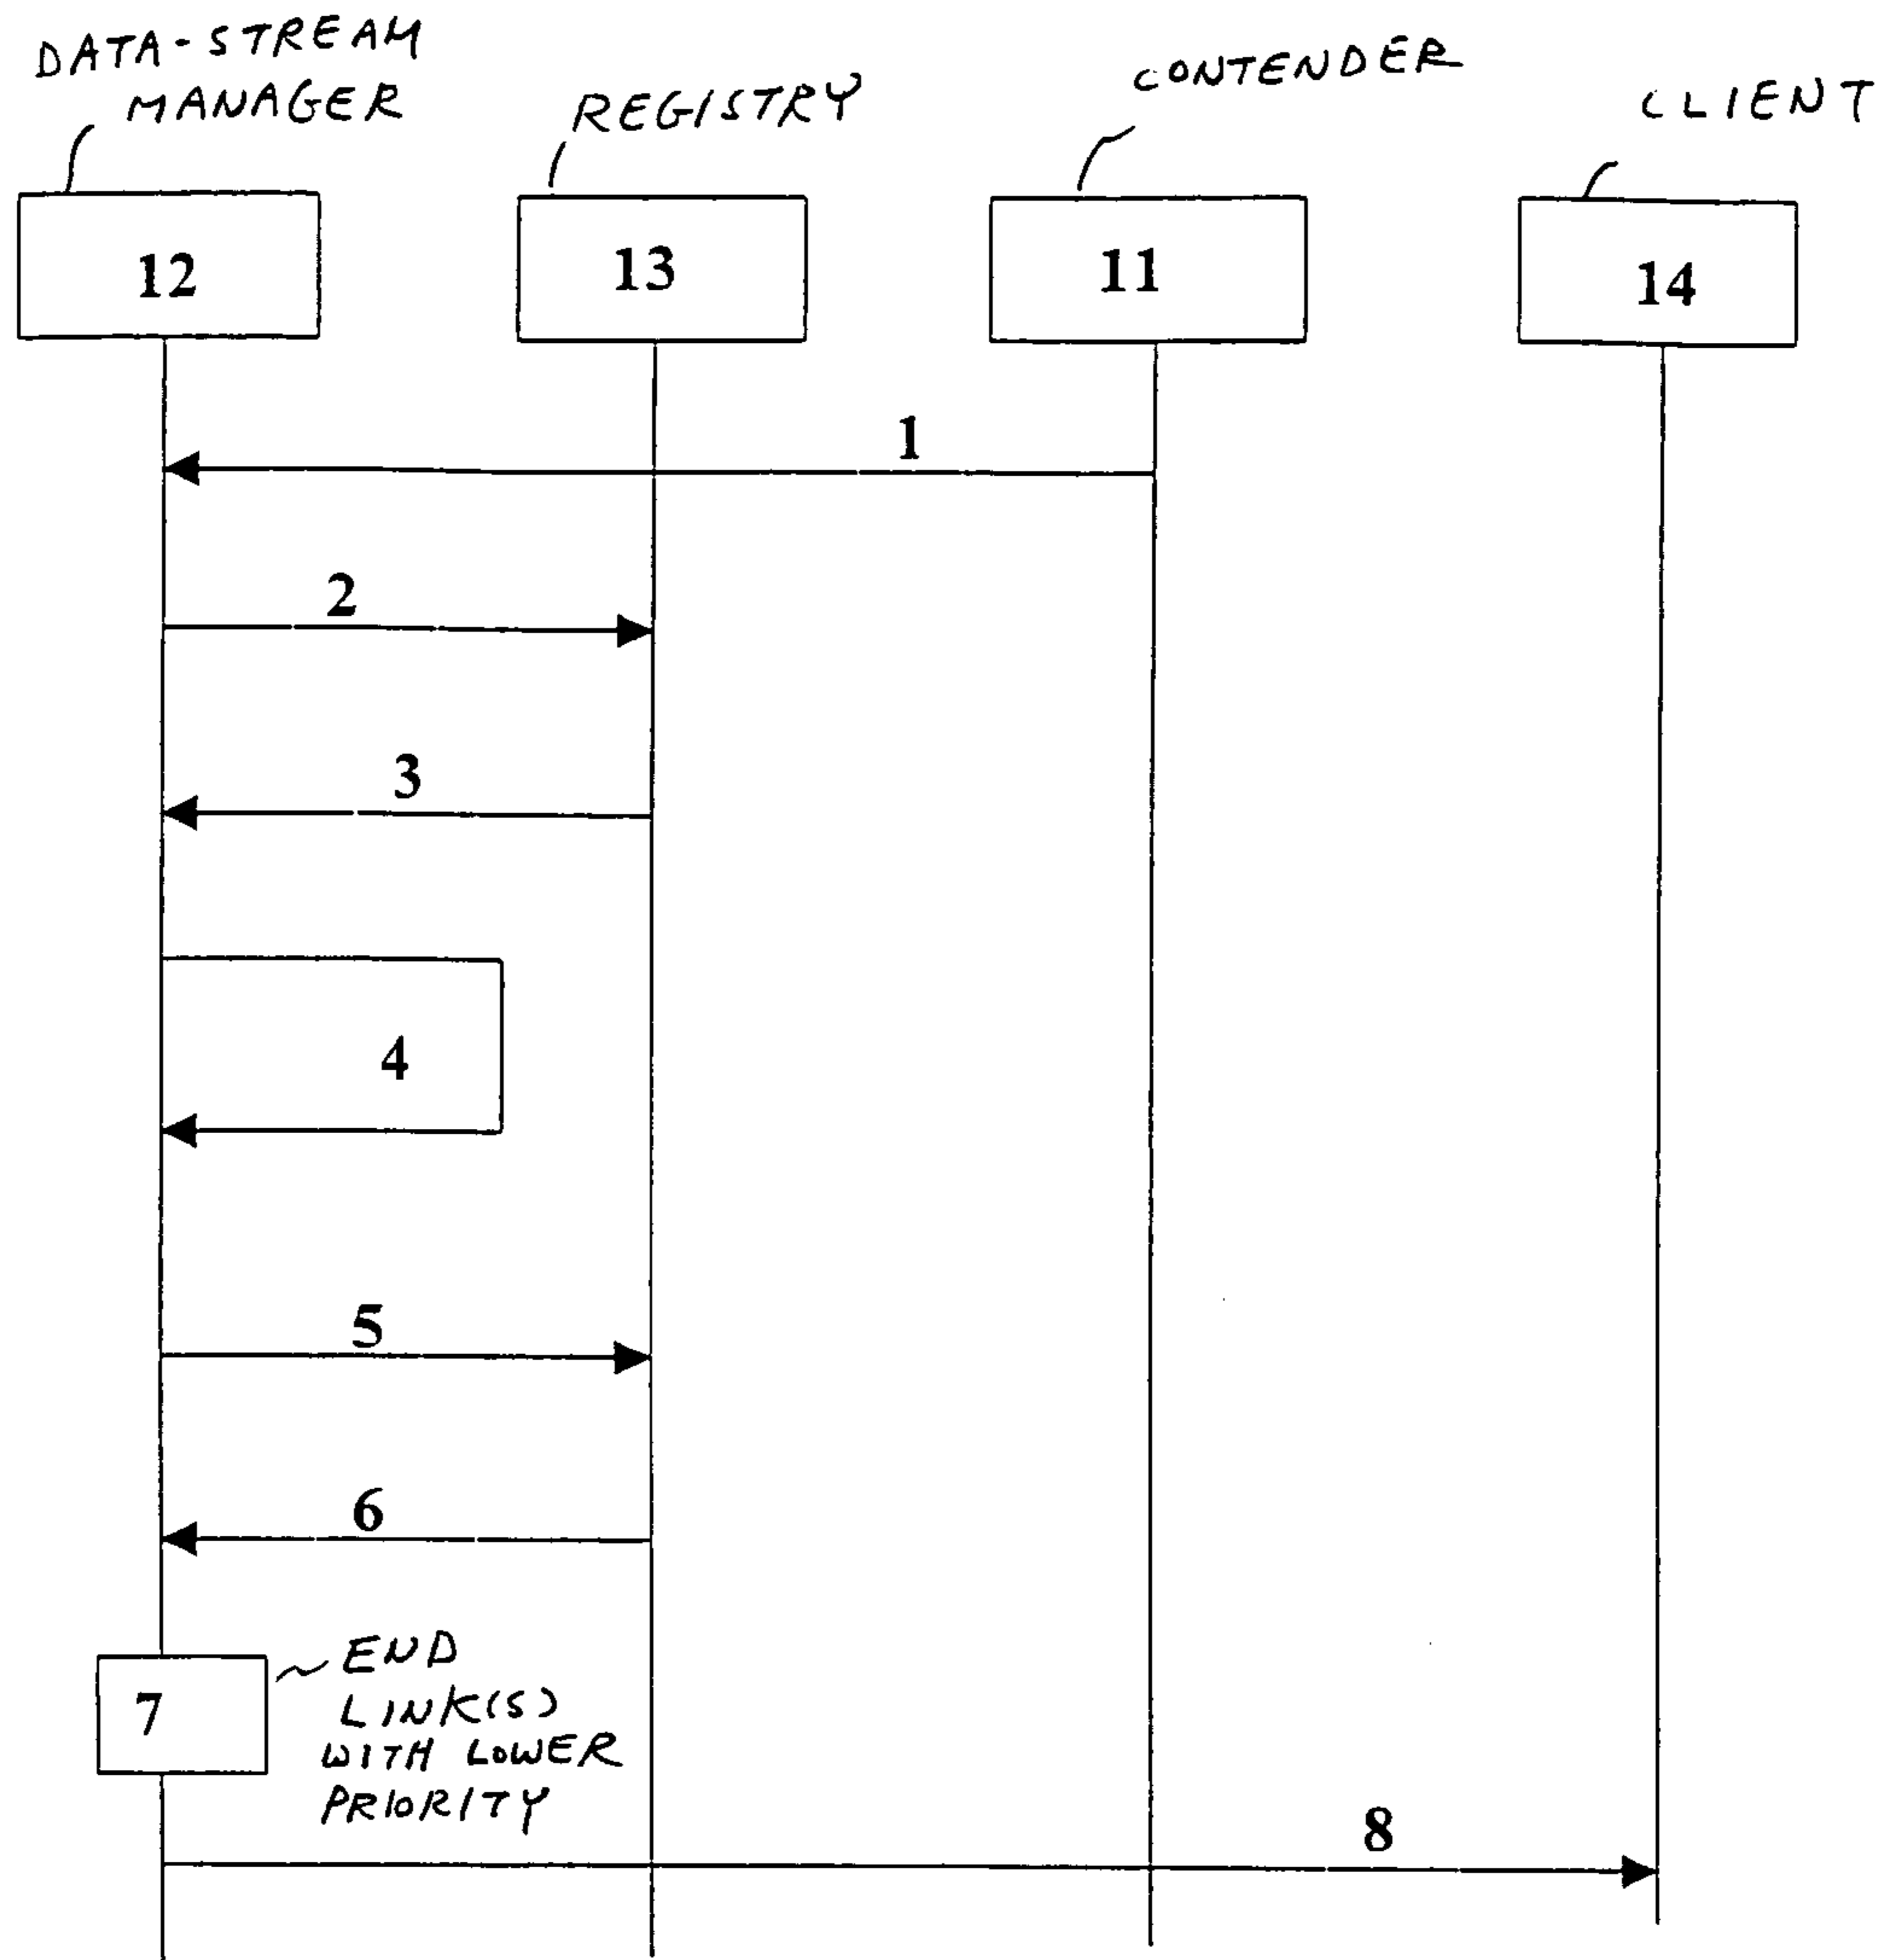 DATA-STREAM
MANAGER
REGISTRY
CONTENDER
CLIENT
12
13
11
14
1
2
3
4
5
6
7
END
LINK(S)
WITH LOWER
PRIORITY
8